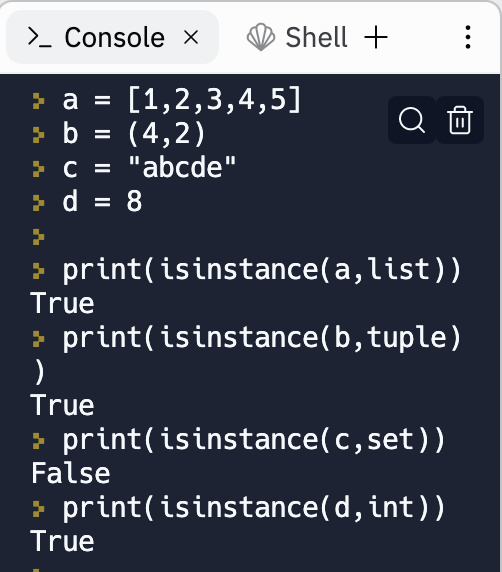 >_ Console × Shell +
a = [1,2,3,4,5]
b = (4,2)
c = "abcde"
d = 8
print(isinstance(a,list))
True
print(isinstance(b,tuple)
)
True
print(isinstance(c,set))
False
print(isinstance(d,int))
True